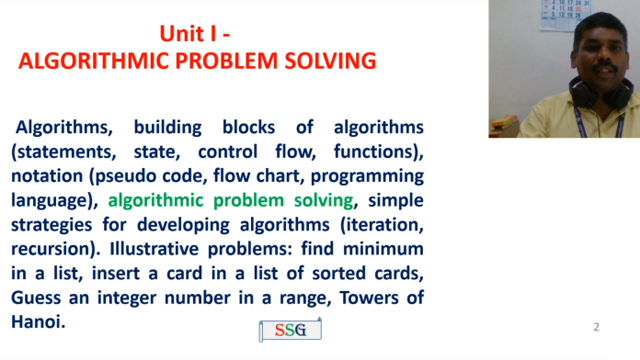 Unit I -
ALGORITHMIC PROBLEM SOLVING
Algorithms, building blocks of algorithms
(statements, state, control flow, functions),
notation (pseudo code, flow chart, programming
language), algorithmic problem solving, simple
strategies for developing algorithms (iteration,
recursion). Illustrative problems: find minimum
in a list, insert a card in a list of sorted cards,
Guess an integer number in a range, Towers of
Hanoi.
SSG
2